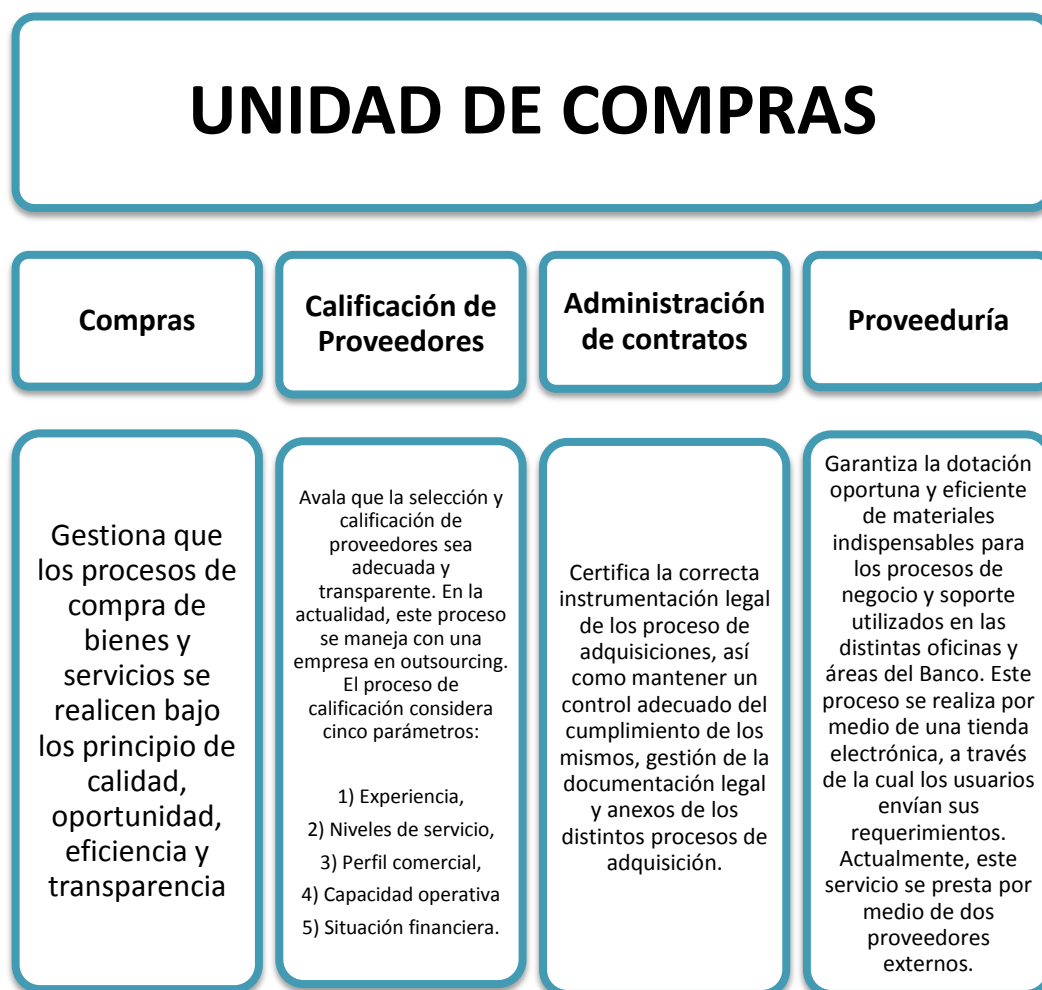 UNIDAD DE COMPRAS
Compras
Calificación de
Proveedores
Administración
de contratos
Proveeduría
Gestiona que
los procesos de
compra de
bienes y
servicios se
realicen bajo
los principio de
calidad,
oportunidad,
eficiencia y
transparencia
Avala que la selección y
calificación de
proveedores sea
adecuada y
transparente. En la
actualidad, este proceso
se maneja con una
empresa en outsourcing.
El proceso de
calificación considera
cinco parámetros:
1) Experiencia,
2) Niveles de servicio,
3) Perfil comercial,
4) Capacidad operativa
5) Situación financiera.
Certifica la correcta
instrumentación legal
de los proceso de
adquisiciones, así
como mantener un
control adecuado del
cumplimiento de los
mismos, gestión de la
documentación legal
y anexos de los
distintos procesos de
adquisición.
Garantiza la dotación
oportuna y eficiente
de materiales
indispensables para
los procesos de
negocio y soporte
utilizados en las
distintas oficinas y
áreas del Banco. Este
proceso se realiza por
medio de una tienda
electrónica, a través
de la cual los usuarios
envían sus
requerimientos.
Actualmente, este
servicio se presta por
medio de dos
proveedores
externos.